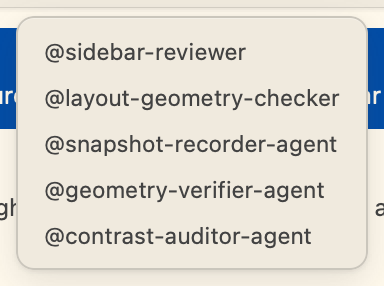 @sidebar-reviewer
@layout-geometry-checker
@snapshot-recorder-agent
@geometry-verifier-agent
@contrast-auditor-agent